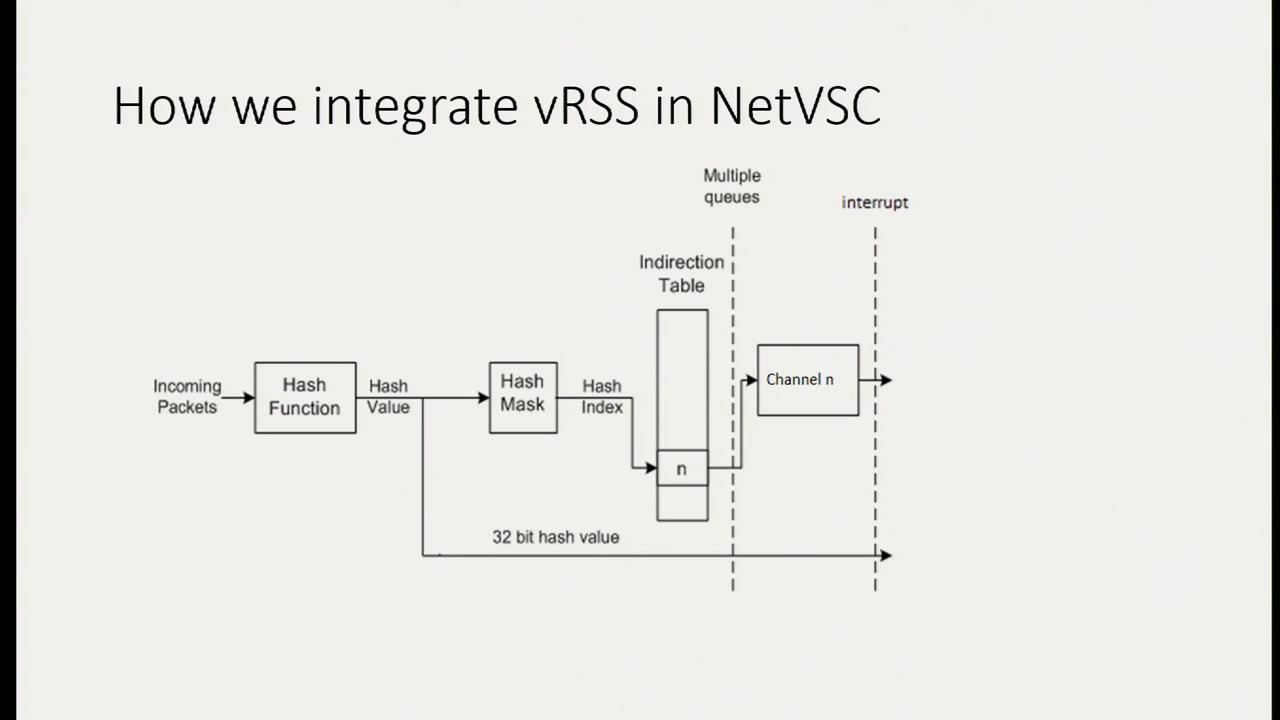 How we integrate vRSS in NetVSC
Multiple
queues
interrupt
Indirection
Table
Incoming
Packets
Hash
Function
Hash
Value
Hash
Mask
Hash
Index
n
Channel n
32 bit hash value